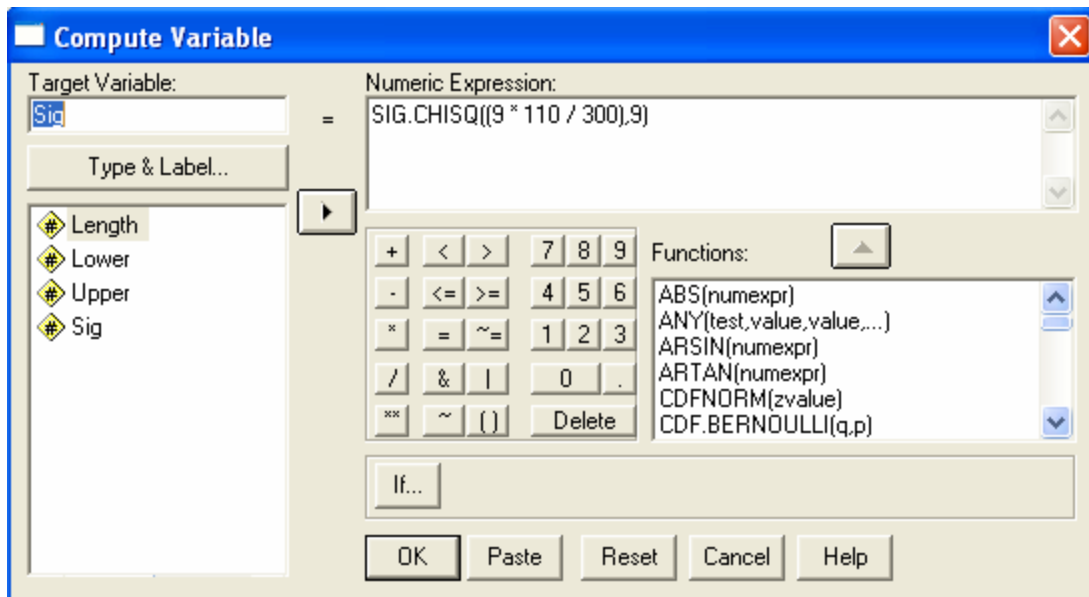 Compute Variable
Target Variable:
Sig
=
Numeric Expression:
SIG.CHISQ((9 * 110 / 300),9)
Type & Label...
Length
Lower
Upper
Sig
+ < > 7 8 9
- <= >= 4 5 6
* = ~= 1 2 3
/ & | 0 .
** ~ () Delete
Functions:
ABS(numexpr)
ANY(test,value,value,...)
ARSIN(numexpr)
ARTAN(numexpr)
CDFNORM(zvalue)
CDF.BERNOULLI(q,p)
If...
OK Paste Reset Cancel Help